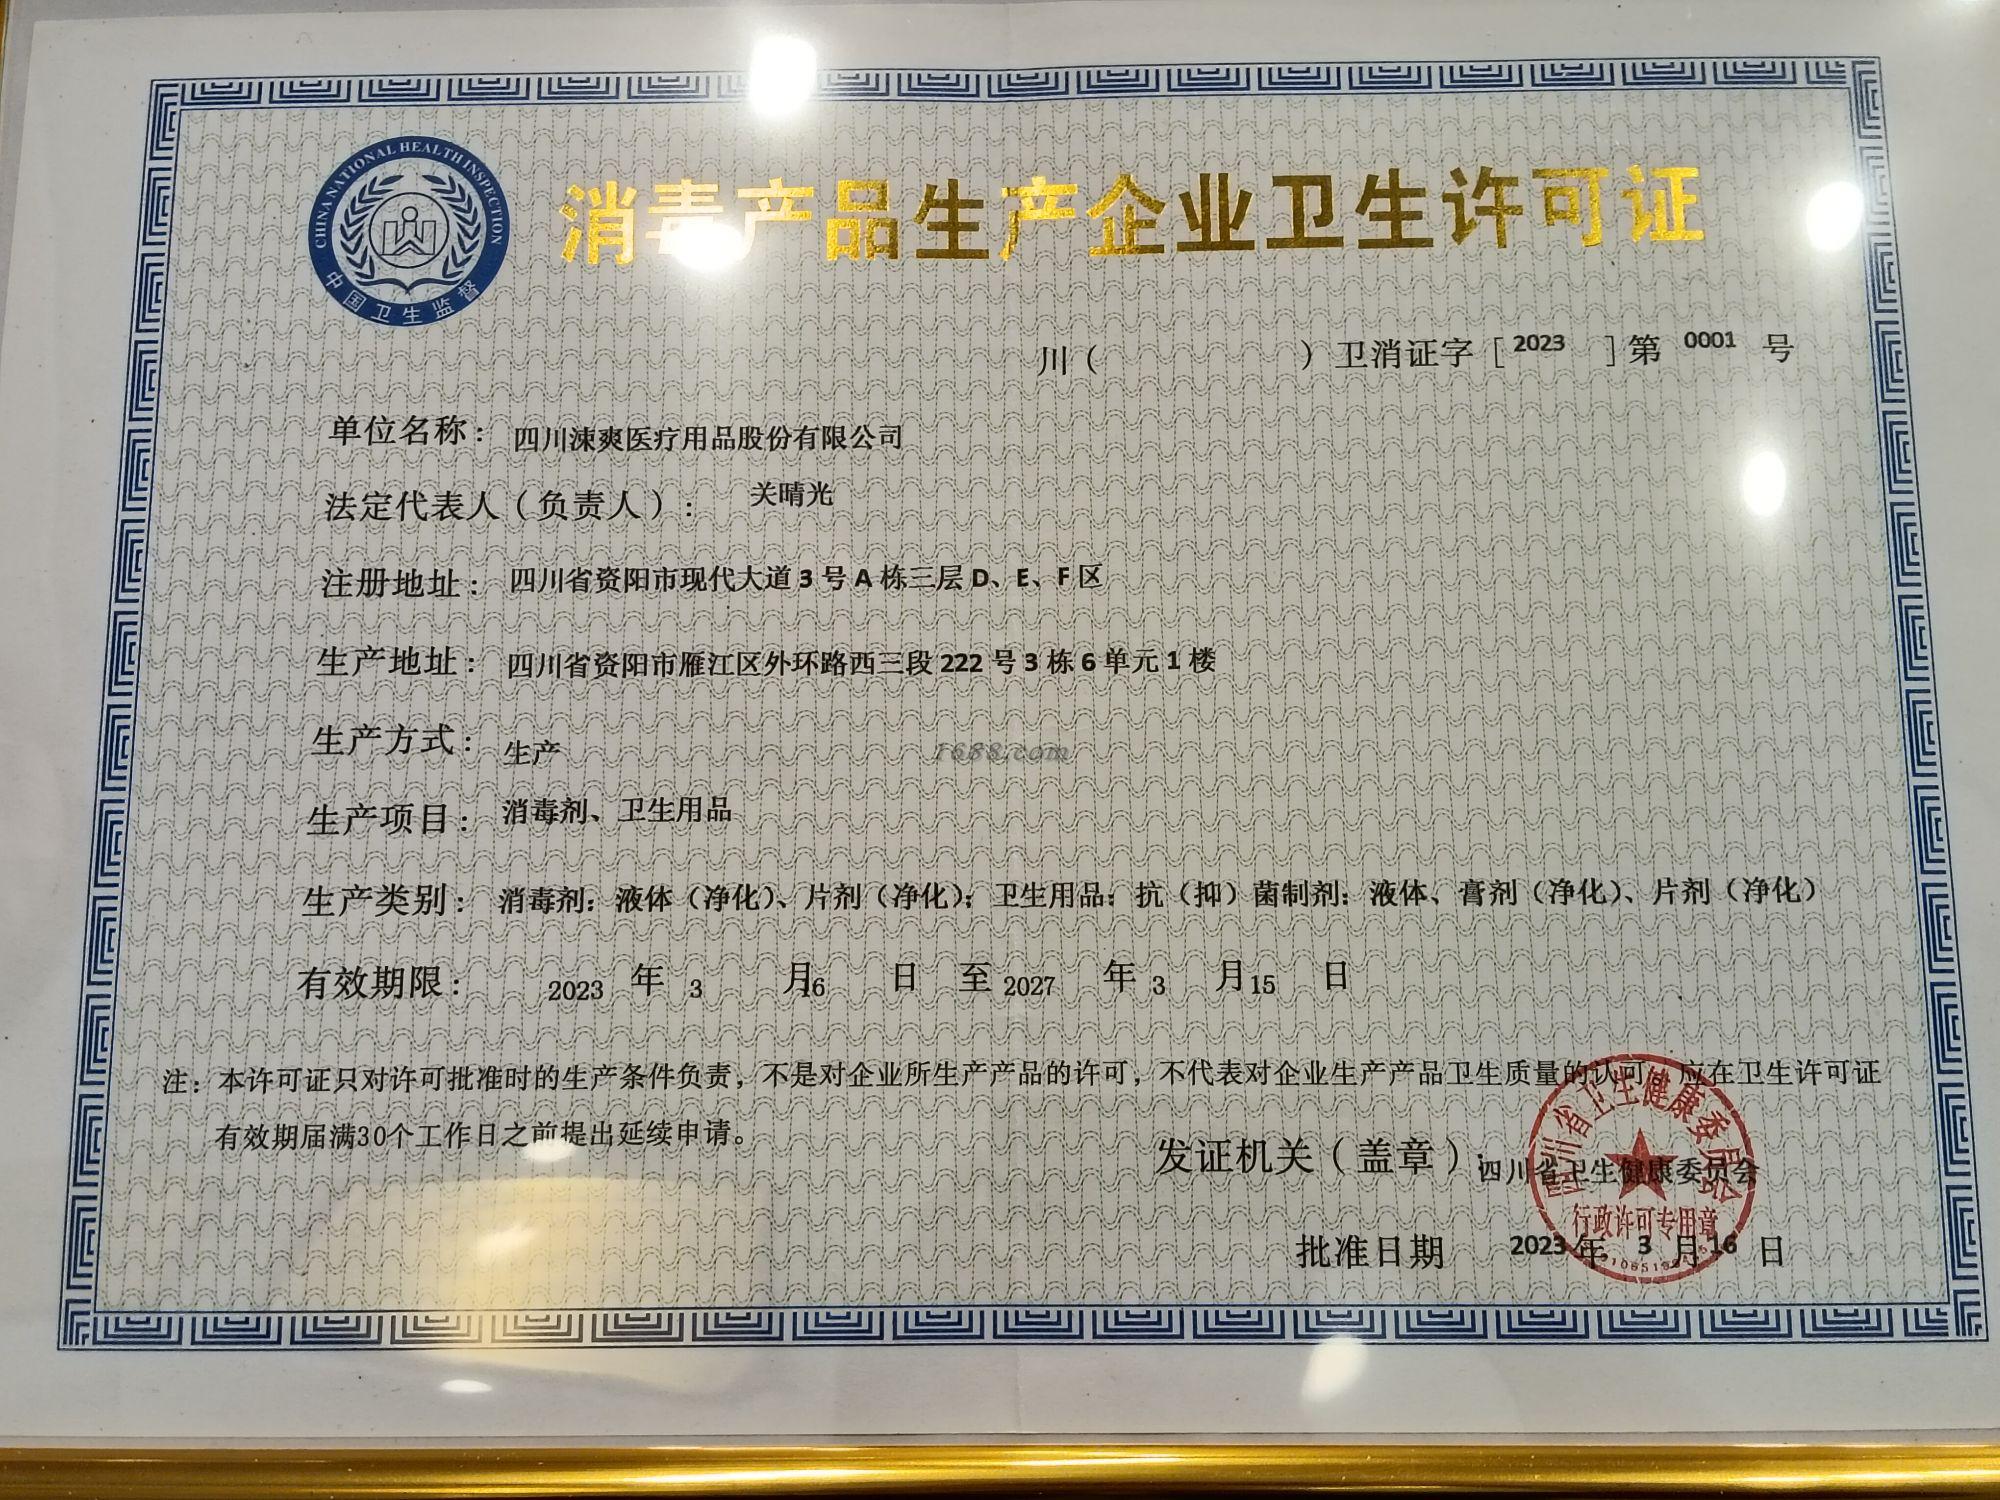 CHINA NATIONAL HEALTH INSPECTION
中国卫生监督
消毒产品生产企业卫生许可证
川（ ）卫消证字［2023］第 0001 号
单位名称：四川涑爽医疗用品股份有限公司
法定代表人（负责人）： 关晴光
注册地址：四川省资阳市现代大道3号A栋三层D、E、F区
生产地址：四川省资阳市雁江区外环路西三段222号3栋6单元1楼
生产方式：生产
1688.com
生产项目：消毒剂、卫生用品
生产类别：消毒剂：液体（净化）、片剂（净化）；卫生用品：抗（抑）菌制剂：液体、膏剂（净化）、片剂（净化）
有效期限： 2023 年 3 月 16 日 至 2027 年 3 月 15 日
注：本许可证只对许可批准时的生产条件负责，不是对企业所生产产品的许可，不代表对企业生产产品卫生质量的认可。应在卫生许可证
有效期届满30个工作日之前提出延续申请。
发证机关（盖章）：四川省卫生健康委员会
四川省卫生健康委员会
行政许可专用章
批准日期 2023 年 3 月 16 日